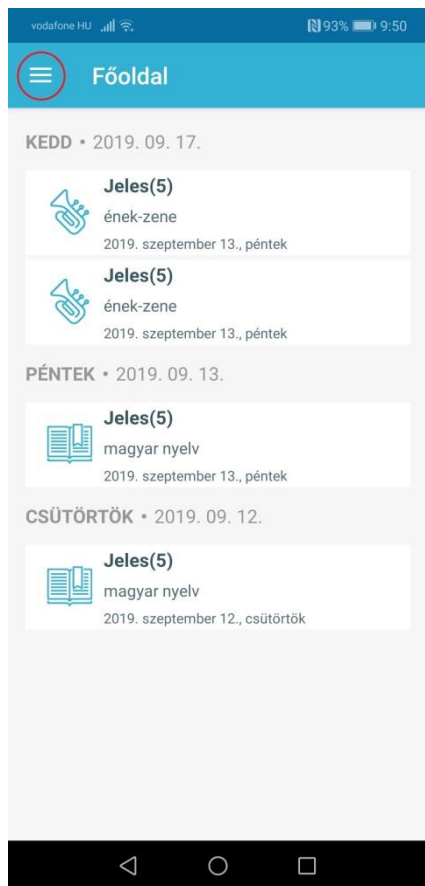 vodafone HU 93% 9:50
Főoldal
KEDD • 2019. 09. 17.
Jeles(5)
ének-zene
2019. szeptember 13., péntek
Jeles(5)
ének-zene
2019. szeptember 13., péntek
PÉNTEK • 2019. 09. 13.
Jeles(5)
magyar nyelv
2019. szeptember 13., péntek
CSÜTÖRTÖK • 2019. 09. 12.
Jeles(5)
magyar nyelv
2019. szeptember 12., csütörtök